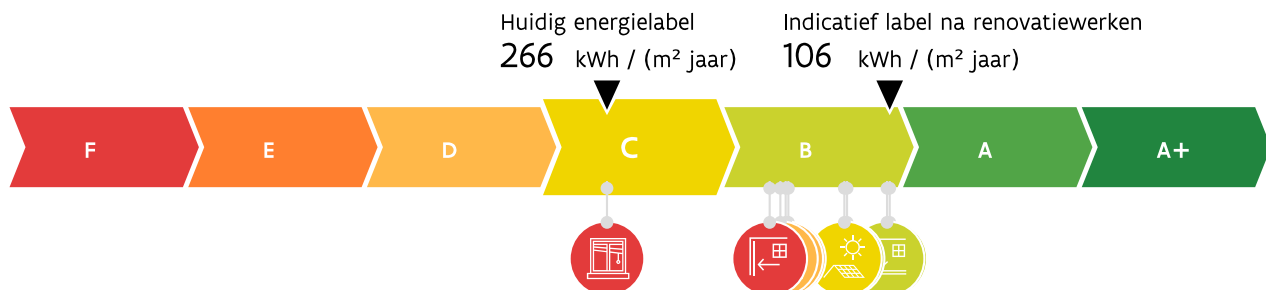 Huidig energielabel
266 kWh / (m² jaar)
Indicatief label na renovatiewerken
106 kWh / (m² jaar)
F E D C B A A+